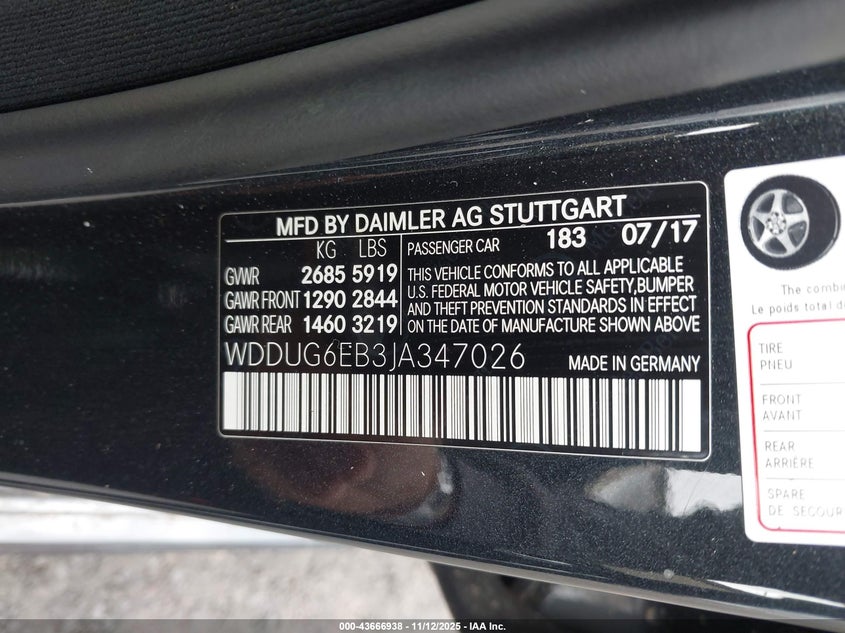 MFD BY DAIMLER AG STUTTGART
KG LBS
PASSENGER CAR 183 07/17
GVWR 2685 5919
GAWR FRONT 1290 2844
GAWR REAR 1460 3219
THIS VEHICLE CONFORMS TO ALL APPLICABLE
U.S. FEDERAL MOTOR VEHICLE SAFETY,BUMPER
AND THEFT PREVENTION STANDARDS IN EFFECT
ON THE DATE OF MANUFACTURE SHOWN ABOVE
WDDUG6EB3JA347026 MADE IN GERMANY
The combin
Le poids total d
TIRE
PNEU
FRONT
AVANT
REAR
ARRIÈRE
SPARE
DE SECOUR
000-43666938 - 11/12/2025 - IAA Inc.